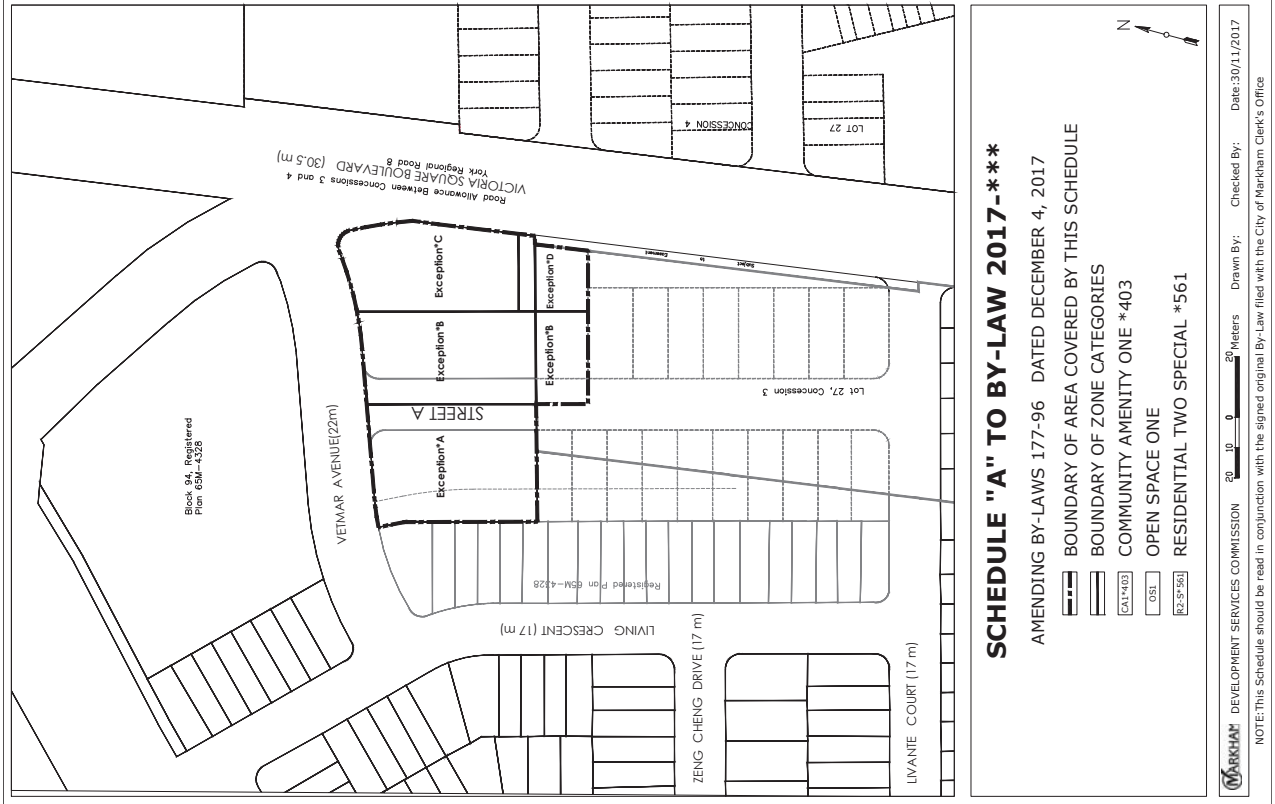 VICTORIA SQUARE BOULEVARD (30.5 m)
York Regional Road 8
Road Allowance Between Concessions 3 and 4
CONCESSION 4
LOT 27
Subject to Easement
Exception*C
Exception*D
Exception*B
Exception*B
Exception*A
STREET A
Lot 27, Concession 3
Block 94, Registered
Plan 65M-4328
VETMAR AVENUE(22m)
Registered Plan 65M-4328
LIVING CRESCENT (17 m)
ZENG CHENG DRIVE (17 m)
LIVANTE COURT (17 m)
N
SCHEDULE "A" TO BY-LAW 2017-***
AMENDING BY-LAWS 177-96 DATED DECEMBER 4, 2017
BOUNDARY OF AREA COVERED BY THIS SCHEDULE
BOUNDARY OF ZONE CATEGORIES
CA1*403 COMMUNITY AMENITY ONE *403
OS1 OPEN SPACE ONE
R2-S*561 RESIDENTIAL TWO SPECIAL *561
MARKHAM DEVELOPMENT SERVICES COMMISSION 20 10 0 20 Meters Drawn By: Checked By: Date:30/11/2017
NOTE:This Schedule should be read in conjunction with the signed original By-Law filed with the City of Markham Clerk's Office